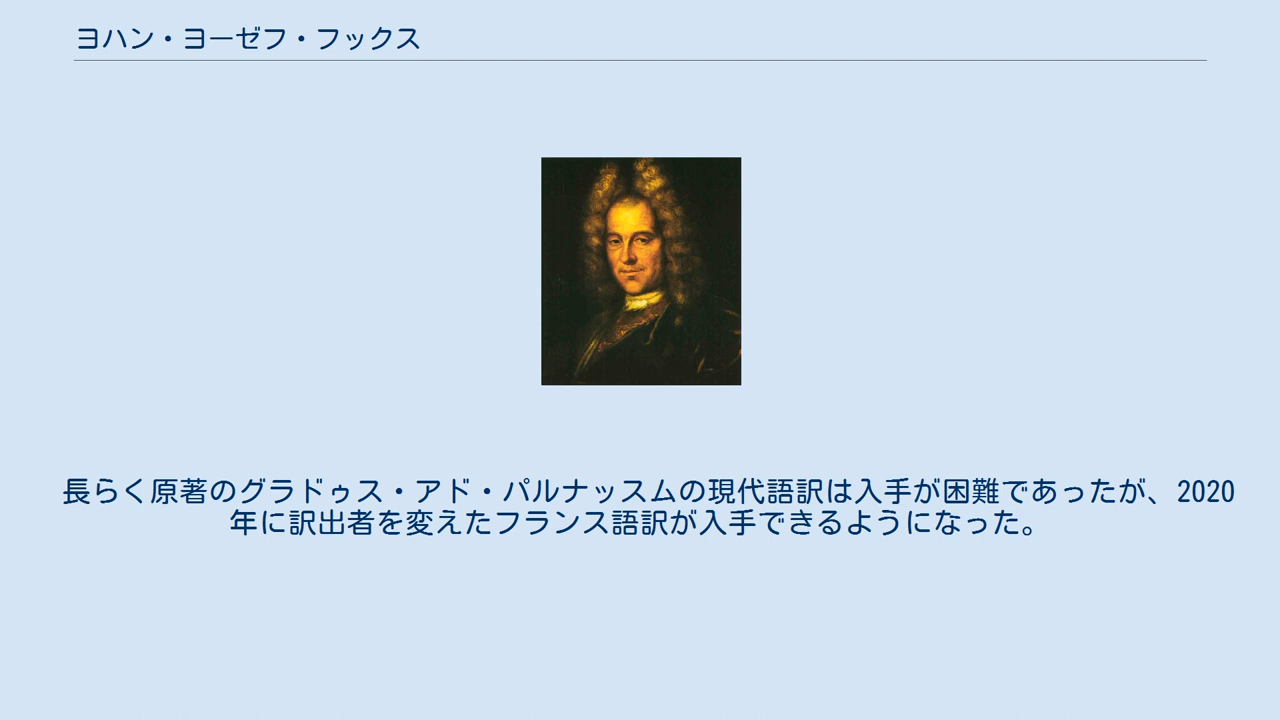 ヨハン・ヨーゼフ・フックス
長らく原著のグラドゥス・アド・パルナッスムの現代語訳は入手が困難であったが、2020
年に訳出者を変えたフランス語訳が入手できるようになった。